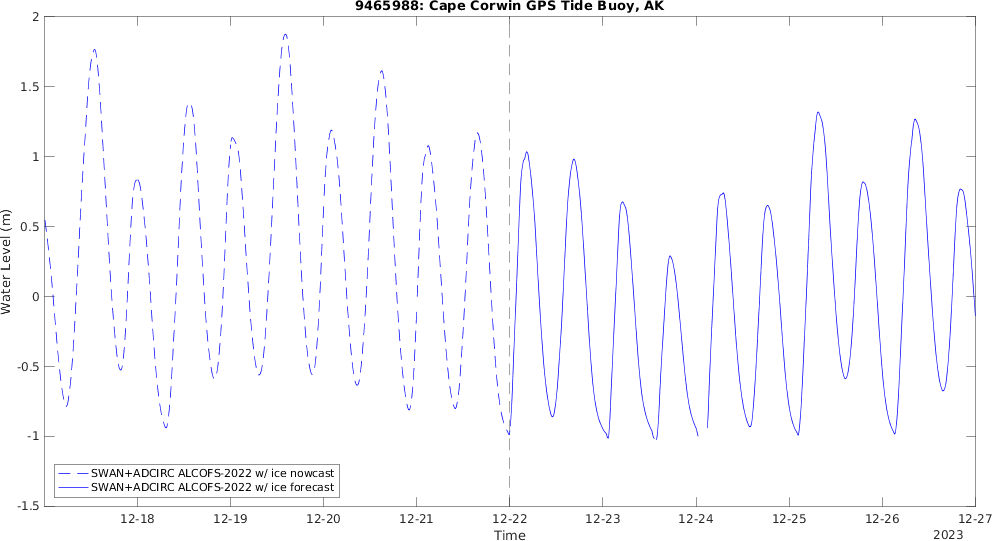 9465988: Cape Corwin GPS Tide Buoy, AK
2
1.5
1
0.5
0
-0.5
-1
-1.5
Water Level (m)
SWAN+ADCIRC ALCOFS-2022 w/ ice nowcast
SWAN+ADCIRC ALCOFS-2022 w/ ice forecast
12-18 12-19 12-20 12-21 12-22 12-23 12-24 12-25 12-26 12-27
Time
2023